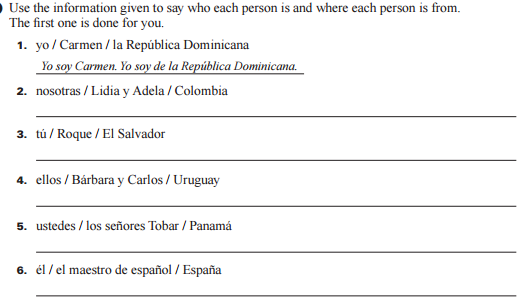 Use the information given to say who each person is and where each person is from.
The first one is done for you.
1. yo / Carmen / la República Dominicana
Yo soy Carmen. Yo soy de la República Dominicana.
2. nosotras / Lidia y Adela / Colombia
3. tú / Roque / El Salvador
4. ellos / Bárbara y Carlos / Uruguay
5. ustedes / los señores Tobar / Panamá
6. él / el maestro de español / España